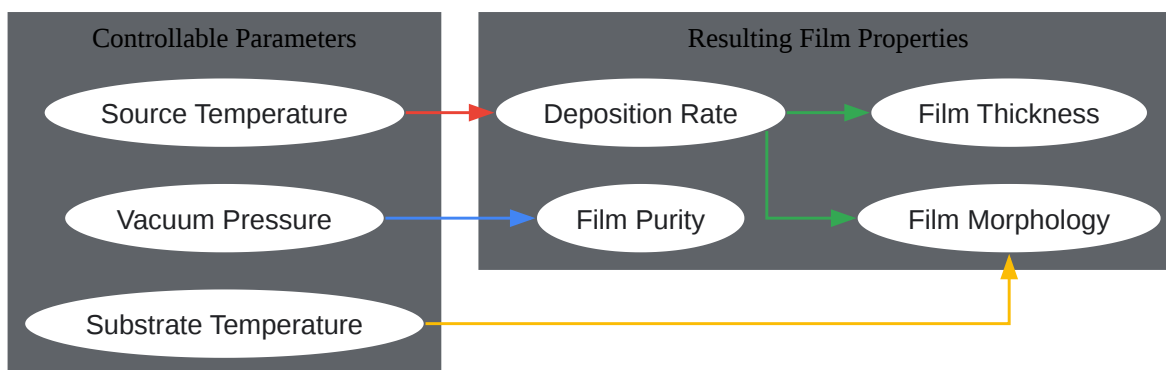 Controllable Parameters
Resulting Film Properties
Source Temperature
Deposition Rate
Film Thickness
Vacuum Pressure
Film Purity
Film Morphology
Substrate Temperature